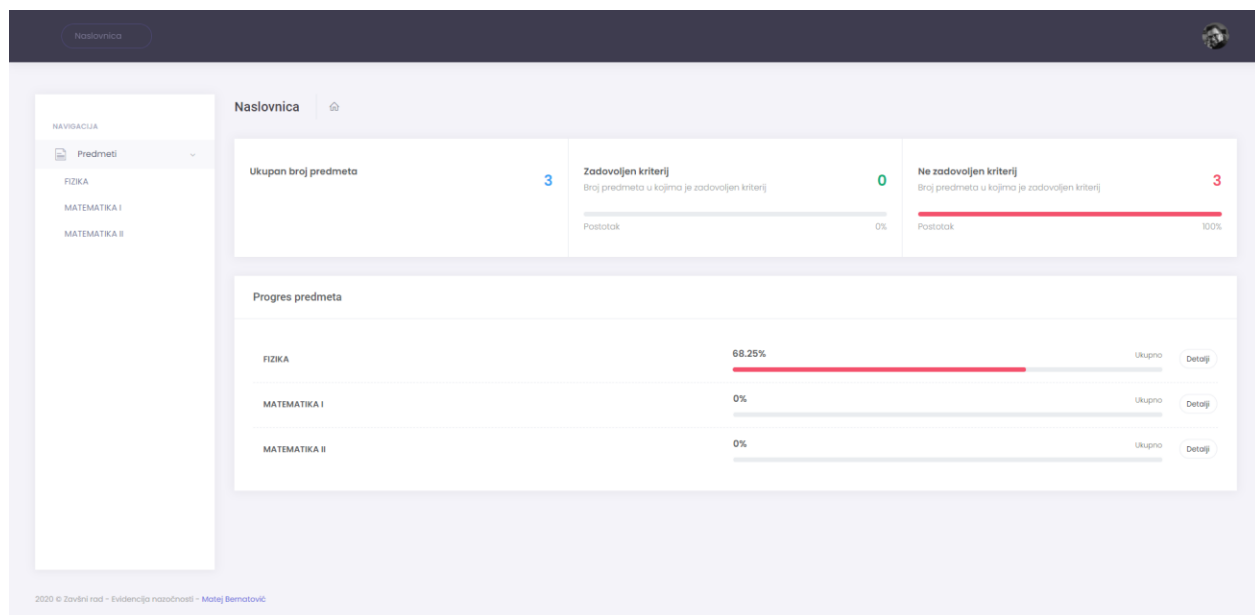 Naslovnica
NAVIGACIJA
Predmeti
FIZIKA
MATEMATIKA I
MATEMATIKA II
Naslovnica
Ukupan broj predmeta
3
Zadovoljen kriterij
Broj predmeta u kojima je zadovoljen kriterij
0
Postotak 0%
Ne zadovoljen kriterij
Broj predmeta u kojima je zadovoljen kriterij
3
Postotak 100%
Progres predmeta
FIZIKA 68.25% Ukupno Detalji
MATEMATIKA I 0% Ukupno Detalji
MATEMATIKA II 0% Ukupno Detalji
2020 © Završni rad - Evidencija nazočnosti - Matej Bernatović